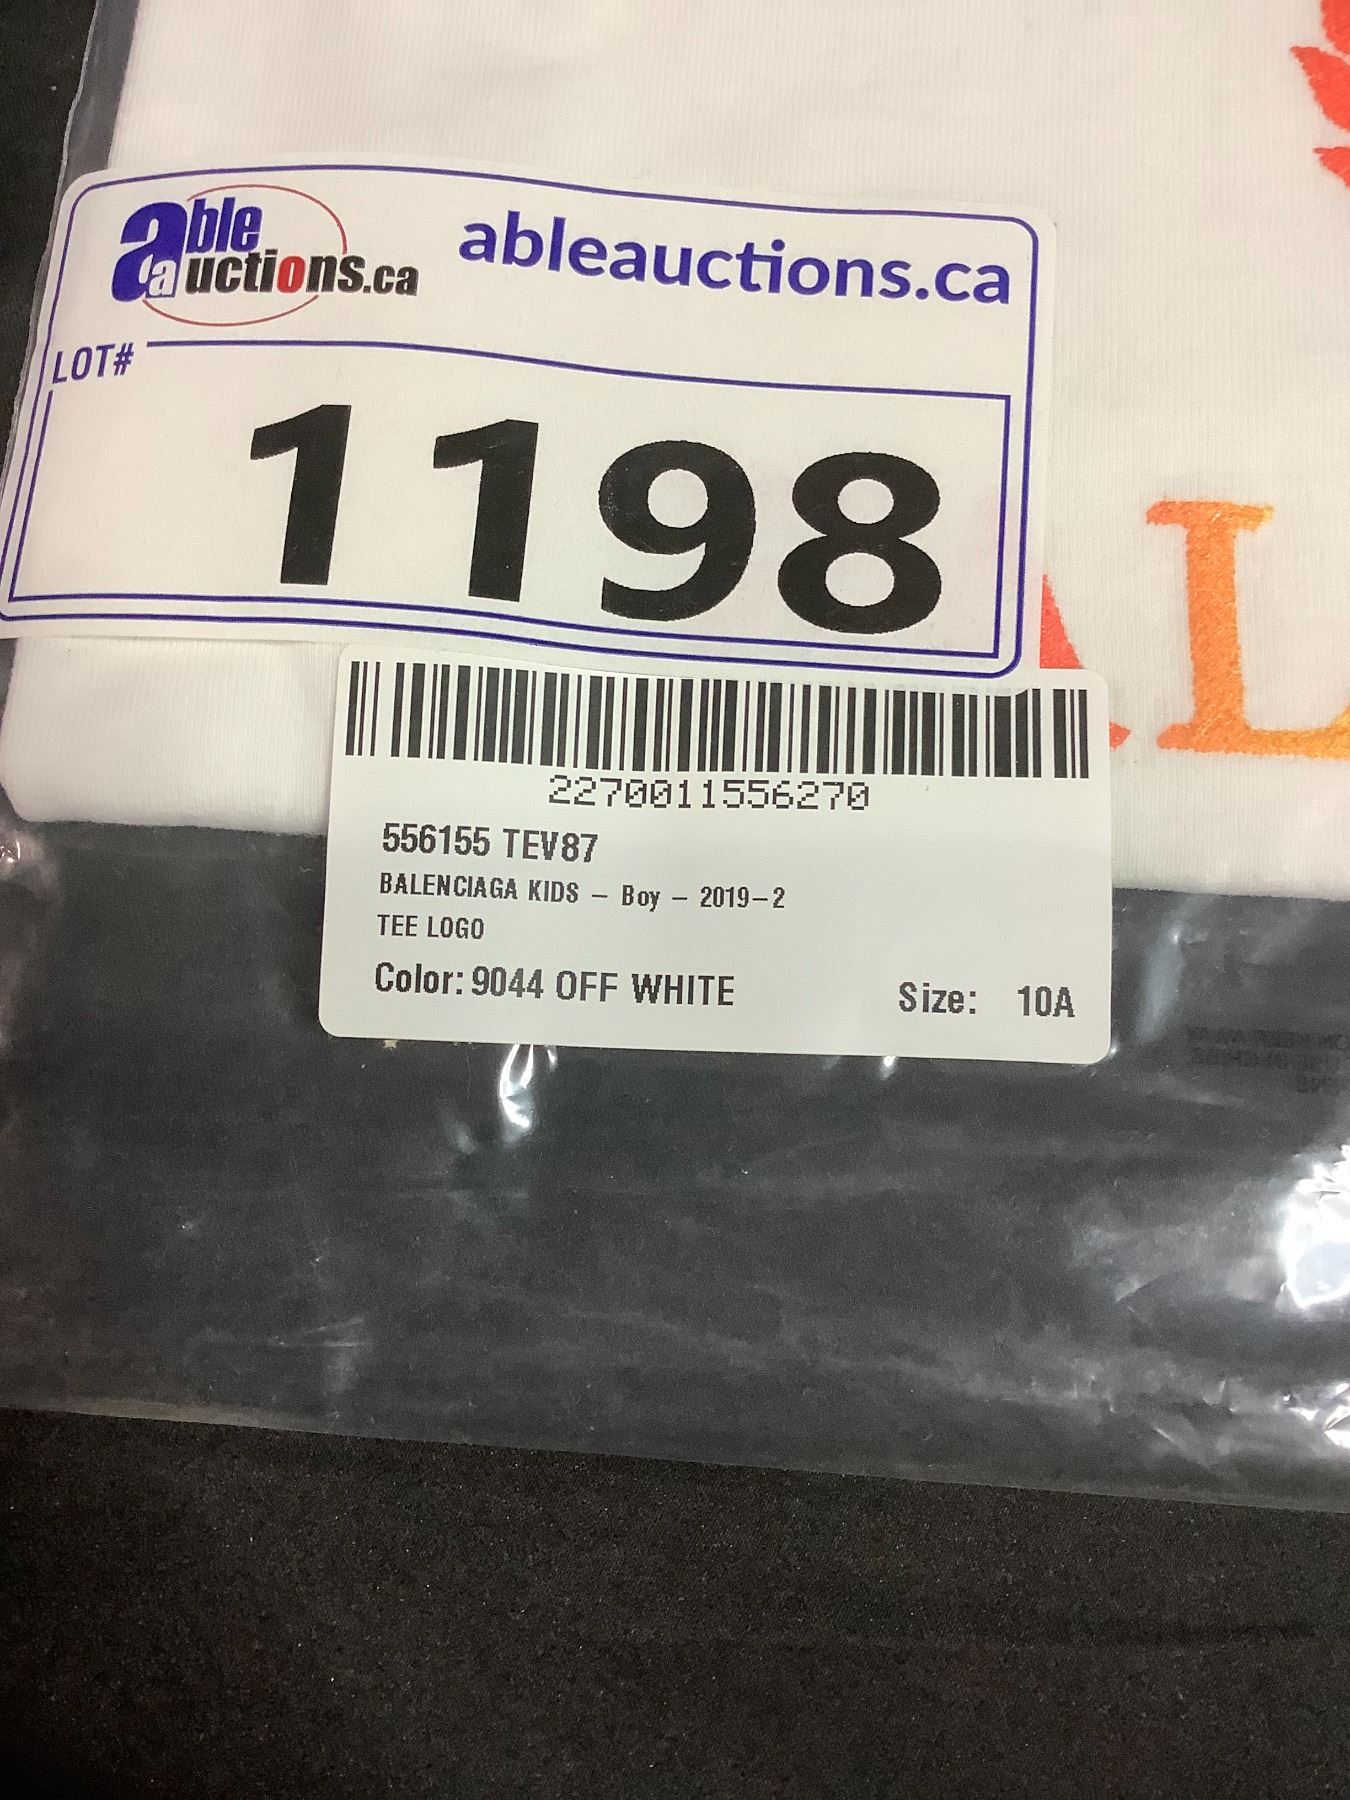 able auctions.ca
ableauctions.ca
LOT#
1198
AL
2270011556270
556155 TEV87
BALENCIAGA KIDS – Boy – 2019–2
TEE LOGO
Color: 9044 OFF WHITE Size: 10A